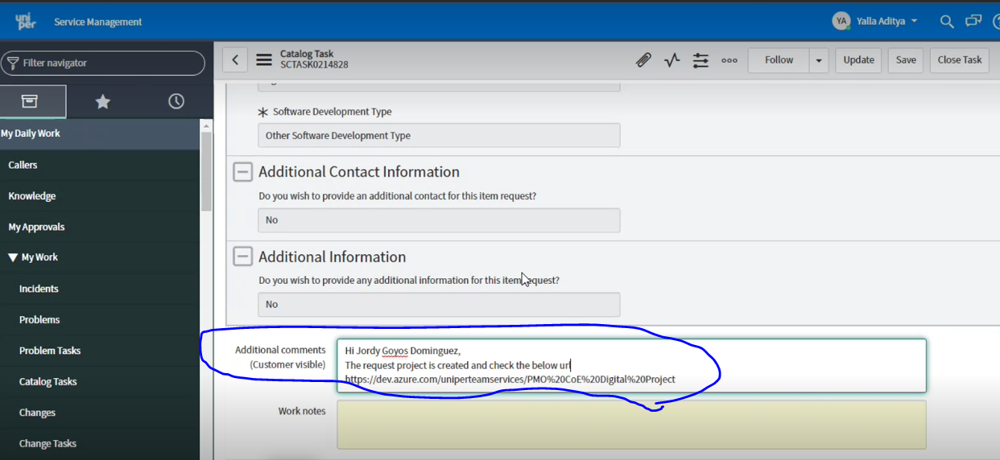 uni
per
Service Management
YA
Yalla Aditya
Filter navigator
Catalog Task
SCTASK0214828
Follow
Update
Save
Close Task
Software Development Type
Other Software Development Type
My Daily Work
Callers
Knowledge
My Approvals
My Work
Incidents
Problems
Problem Tasks
Catalog Tasks
Changes
Change Tasks
Additional Contact Information
Do you wish to provide an additional contact for this item request?
No
Additional Information
Do you wish to provide any additional information for this item request?
No
Additional comments
(Customer visible)
Hi Jordy Goyos Dominguez,
The request project is created and check the below url
https://dev.azure.com/uniperteamservices/PMO%20CoE%20Digital%20Project
Work notes